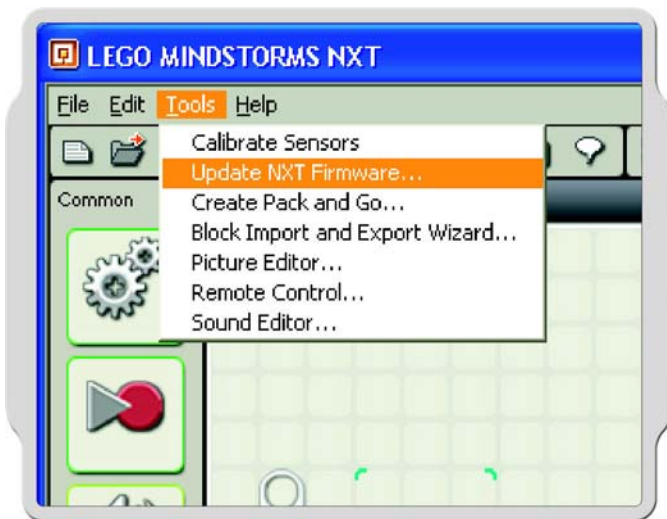 LEGO MINDSTORMS NXT
File Edit Tools Help
Calibrate Sensors
Update NXT Firmware...
Create Pack and Go...
Block Import and Export Wizard...
Picture Editor...
Remote Control...
Sound Editor...
Common